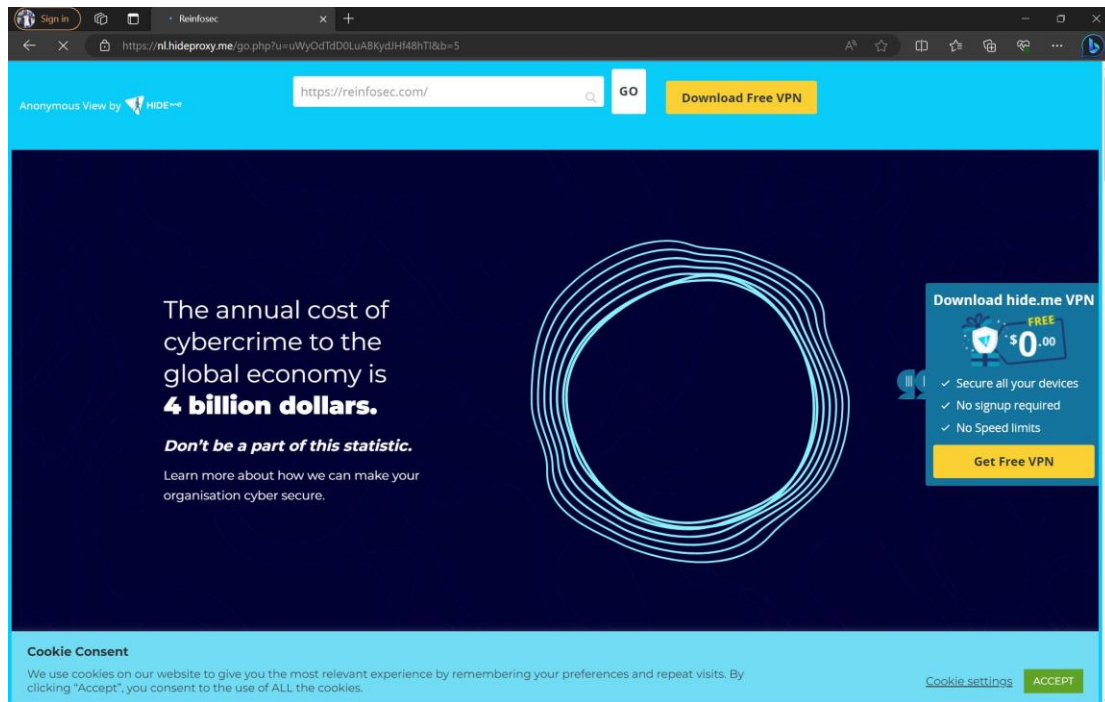 Sign in
Reinfosec
https://nl.hideproxy.me/go.php?u=uWyOdTdD0LuABKydJHf48hTI&b=5
https://reinfosec.com/
GO
Download Free VPN
Anonymous View by HIDE
The annual cost of
cybercrime to the
global economy is
4 billion dollars.
Don't be a part of this statistic.
Learn more about how we can make your
organisation cyber secure.
Download hide.me VPN
FREE
$0.00
Secure all your devices
No signup required
No Speed limits
Get Free VPN
Cookie Consent
We use cookies on our website to give you the most relevant experience by remembering your preferences and repeat visits. By
clicking "Accept", you consent to the use of ALL the cookies.
Cookie settings
ACCEPT